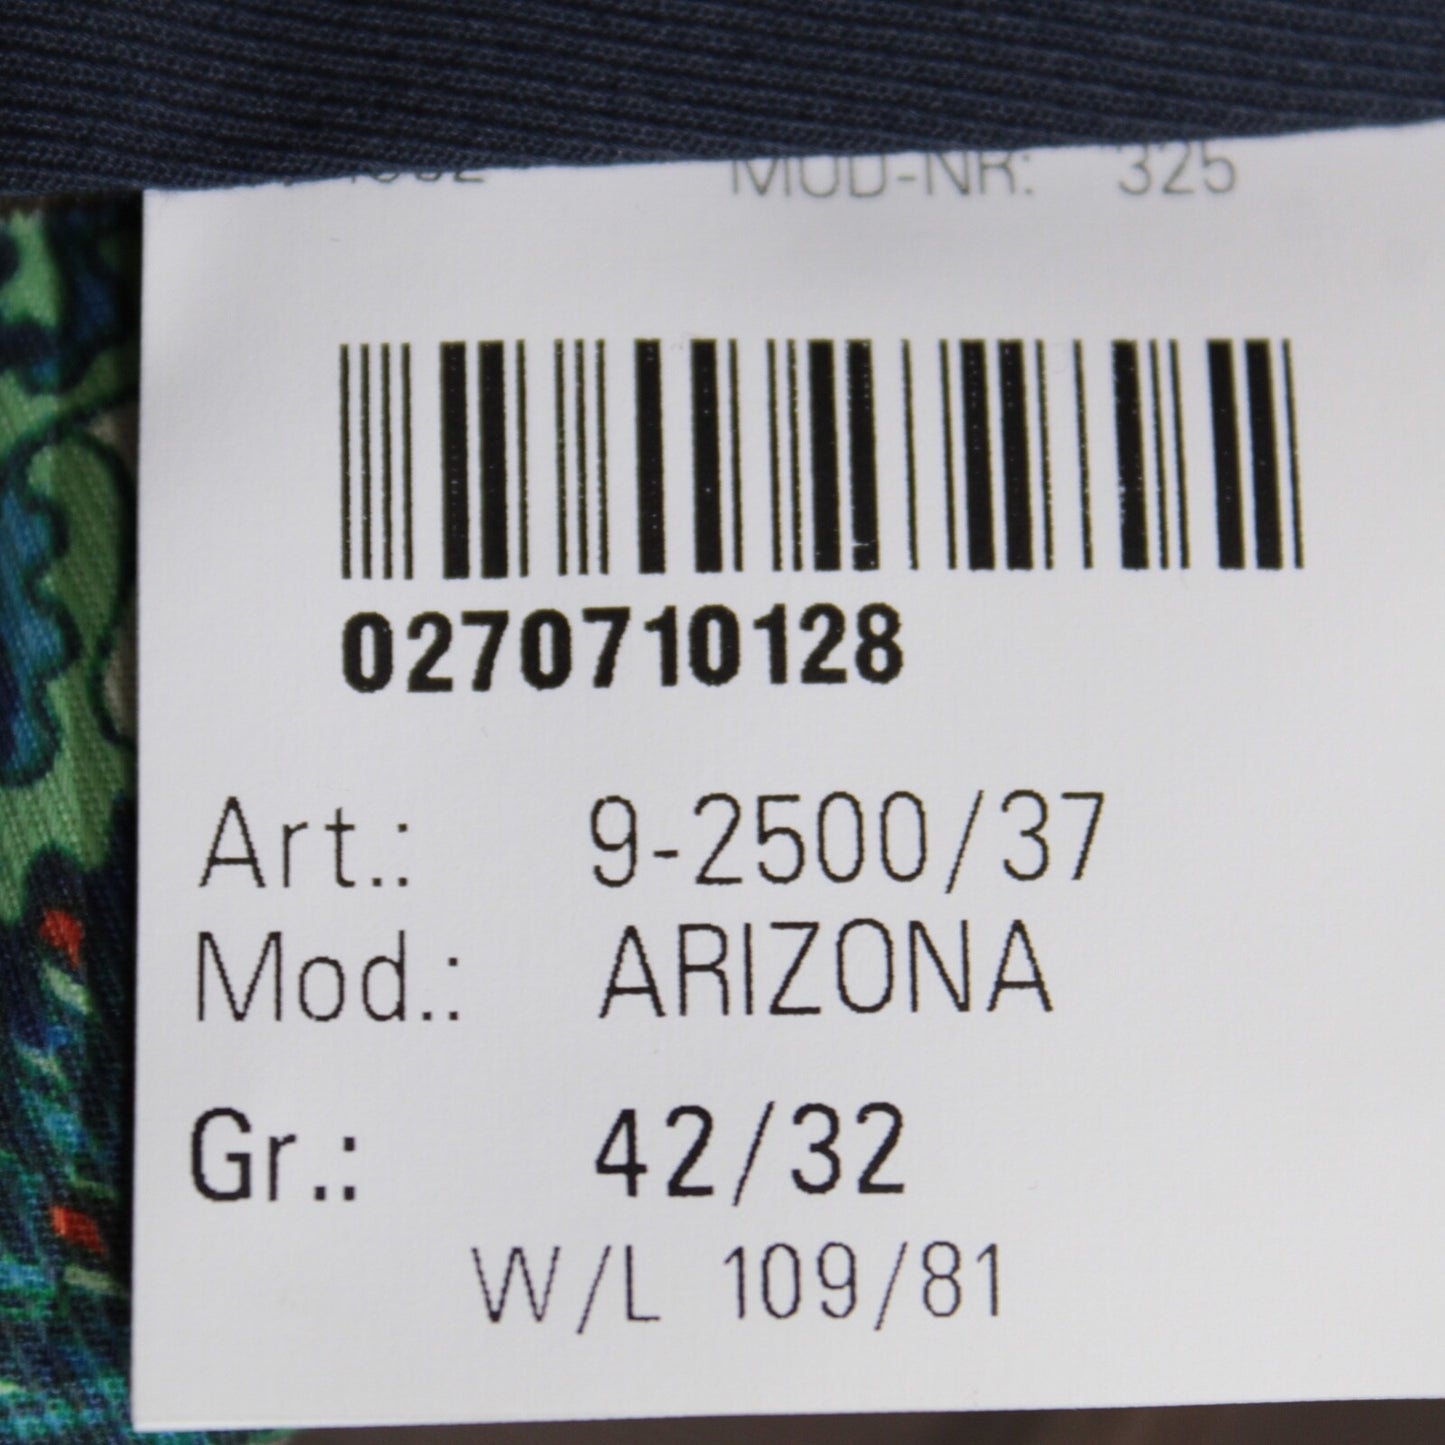 MOD-NR: 325
0270710128
Art.: 9-2500/37
Mod.: ARIZONA
Gr.: 42/32
W/L 109/81